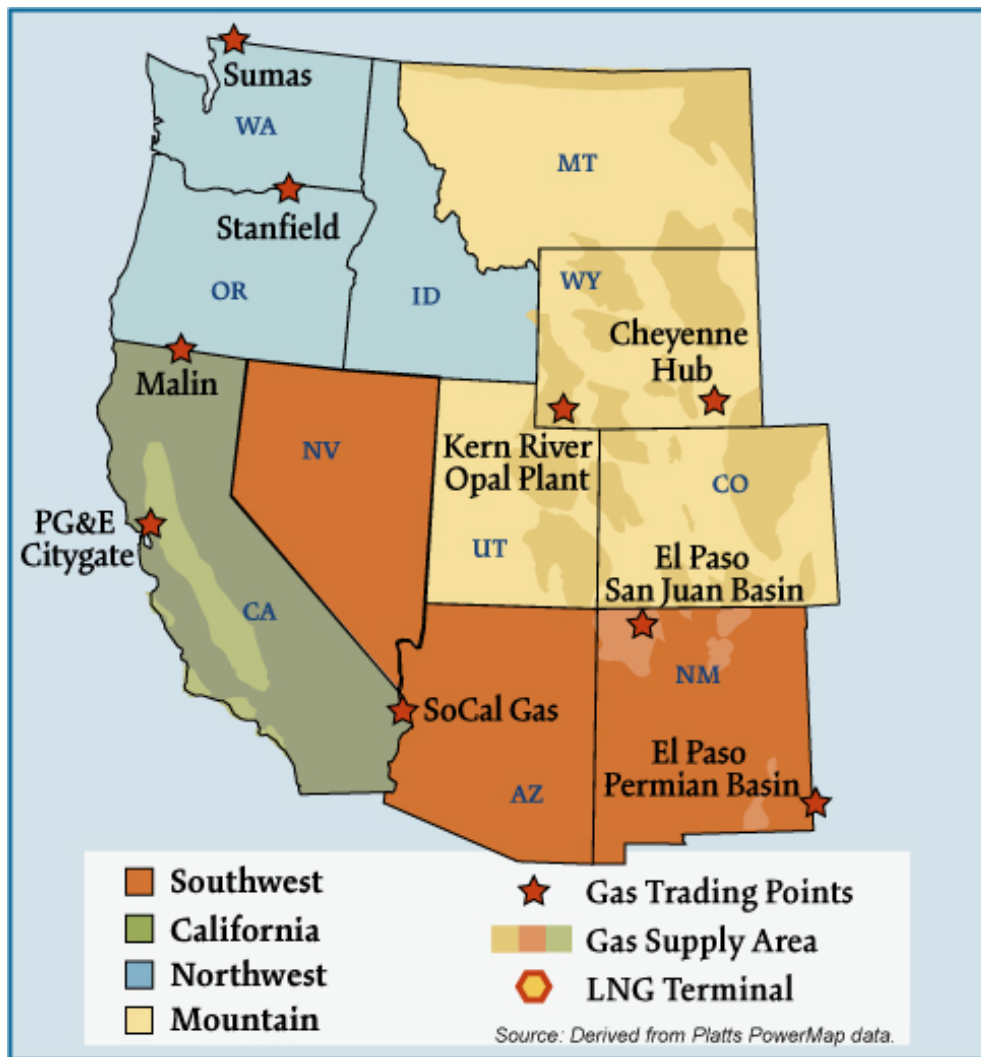 Sumas
WA
MT
Stanfield
OR
ID
WY
Cheyenne
Hub
Malin
NV
Kern River
Opal Plant
CO
PG&E
Citygate
UT
El Paso
San Juan Basin
CA
NM
SoCal Gas
El Paso
Permian Basin
AZ
Southwest
California
Northwest
Mountain
Gas Trading Points
Gas Supply Area
LNG Terminal
Source: Derived from Platts PowerMap data.